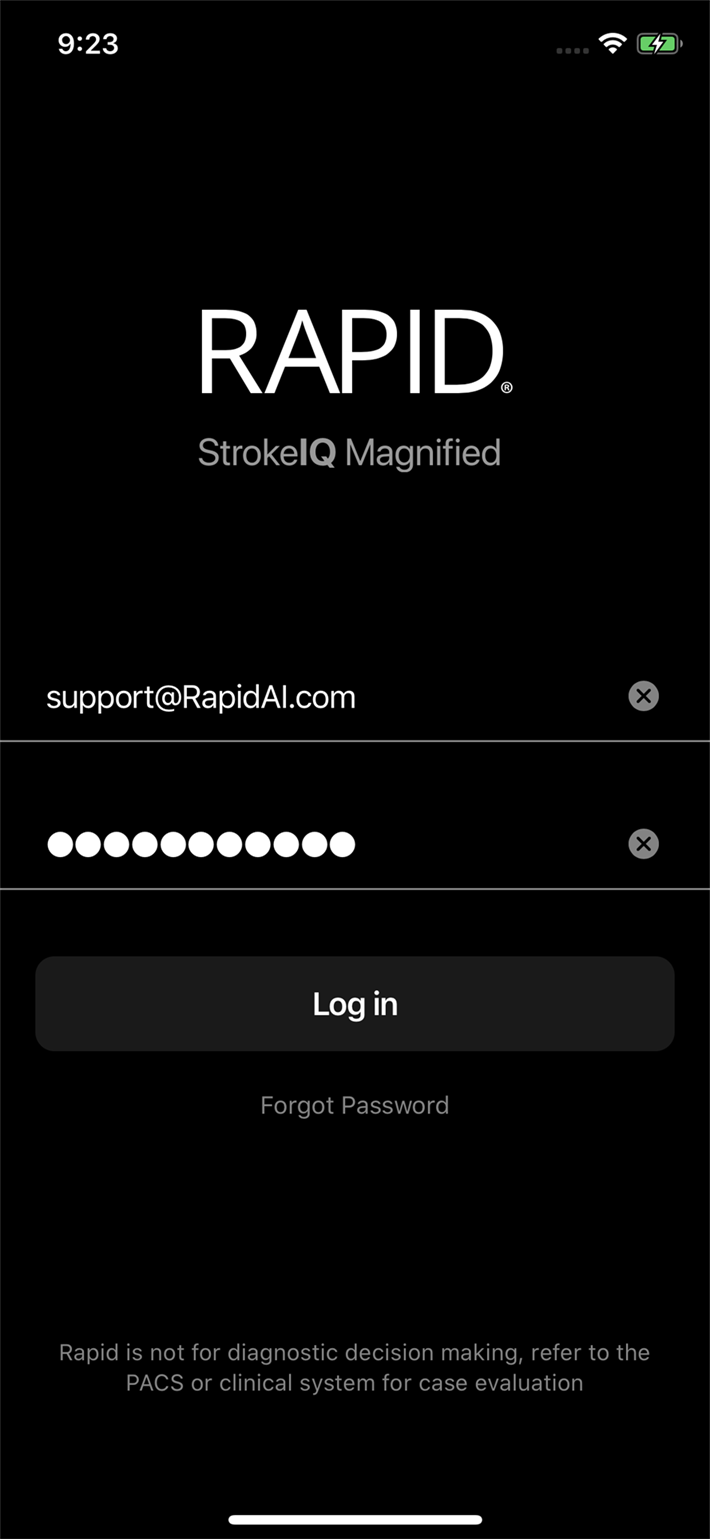 9:23
RAPID®
StrokeIQ Magnified
support@RapidAI.com
●●●●●●●●●●●
Log in
Forgot Password
Rapid is not for diagnostic decision making, refer to the
PACS or clinical system for case evaluation